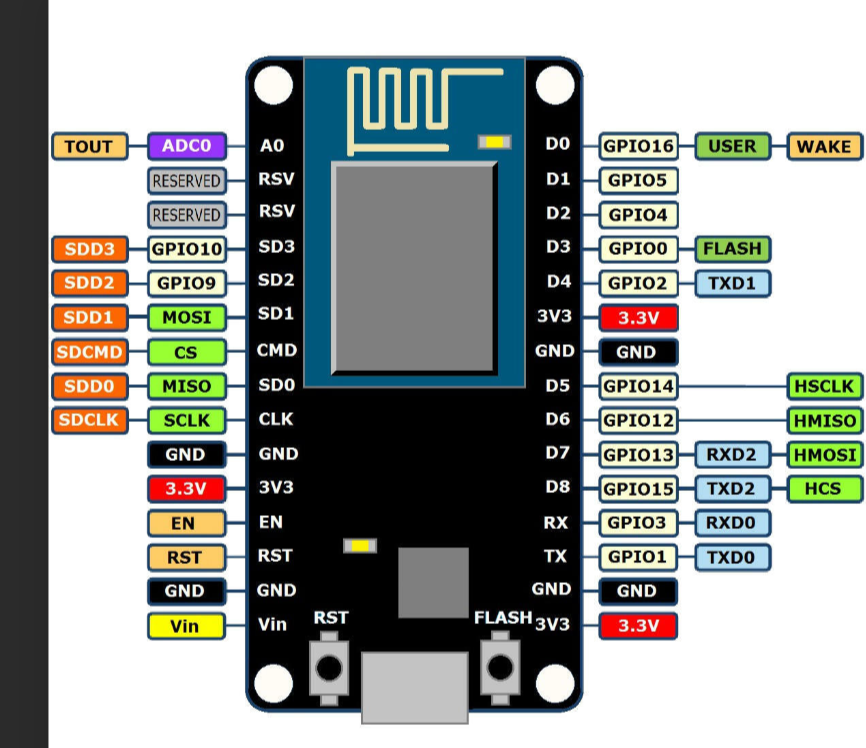 TOUT ADC0 A0 D0 GPIO16 USER WAKE
RESERVED RSV D1 GPIO5
RESERVED RSV D2 GPIO4
SDD3 GPIO10 SD3 D3 GPIO0 FLASH
SDD2 GPIO9 SD2 D4 GPIO2 TXD1
SDD1 MOSI SD1 3V3 3.3V
SDCMD CS CMD GND GND
SDD0 MISO SD0 D5 GPIO14 HSCLK
SDCLK SCLK CLK D6 GPIO12 HMISO
GND GND D7 GPIO13 RXD2 HMOSI
3.3V 3V3 D8 GPIO15 TXD2 HCS
EN EN RX GPIO3 RXD0
RST RST TX GPIO1 TXD0
GND GND GND GND
Vin Vin RST FLASH 3V3 3.3V